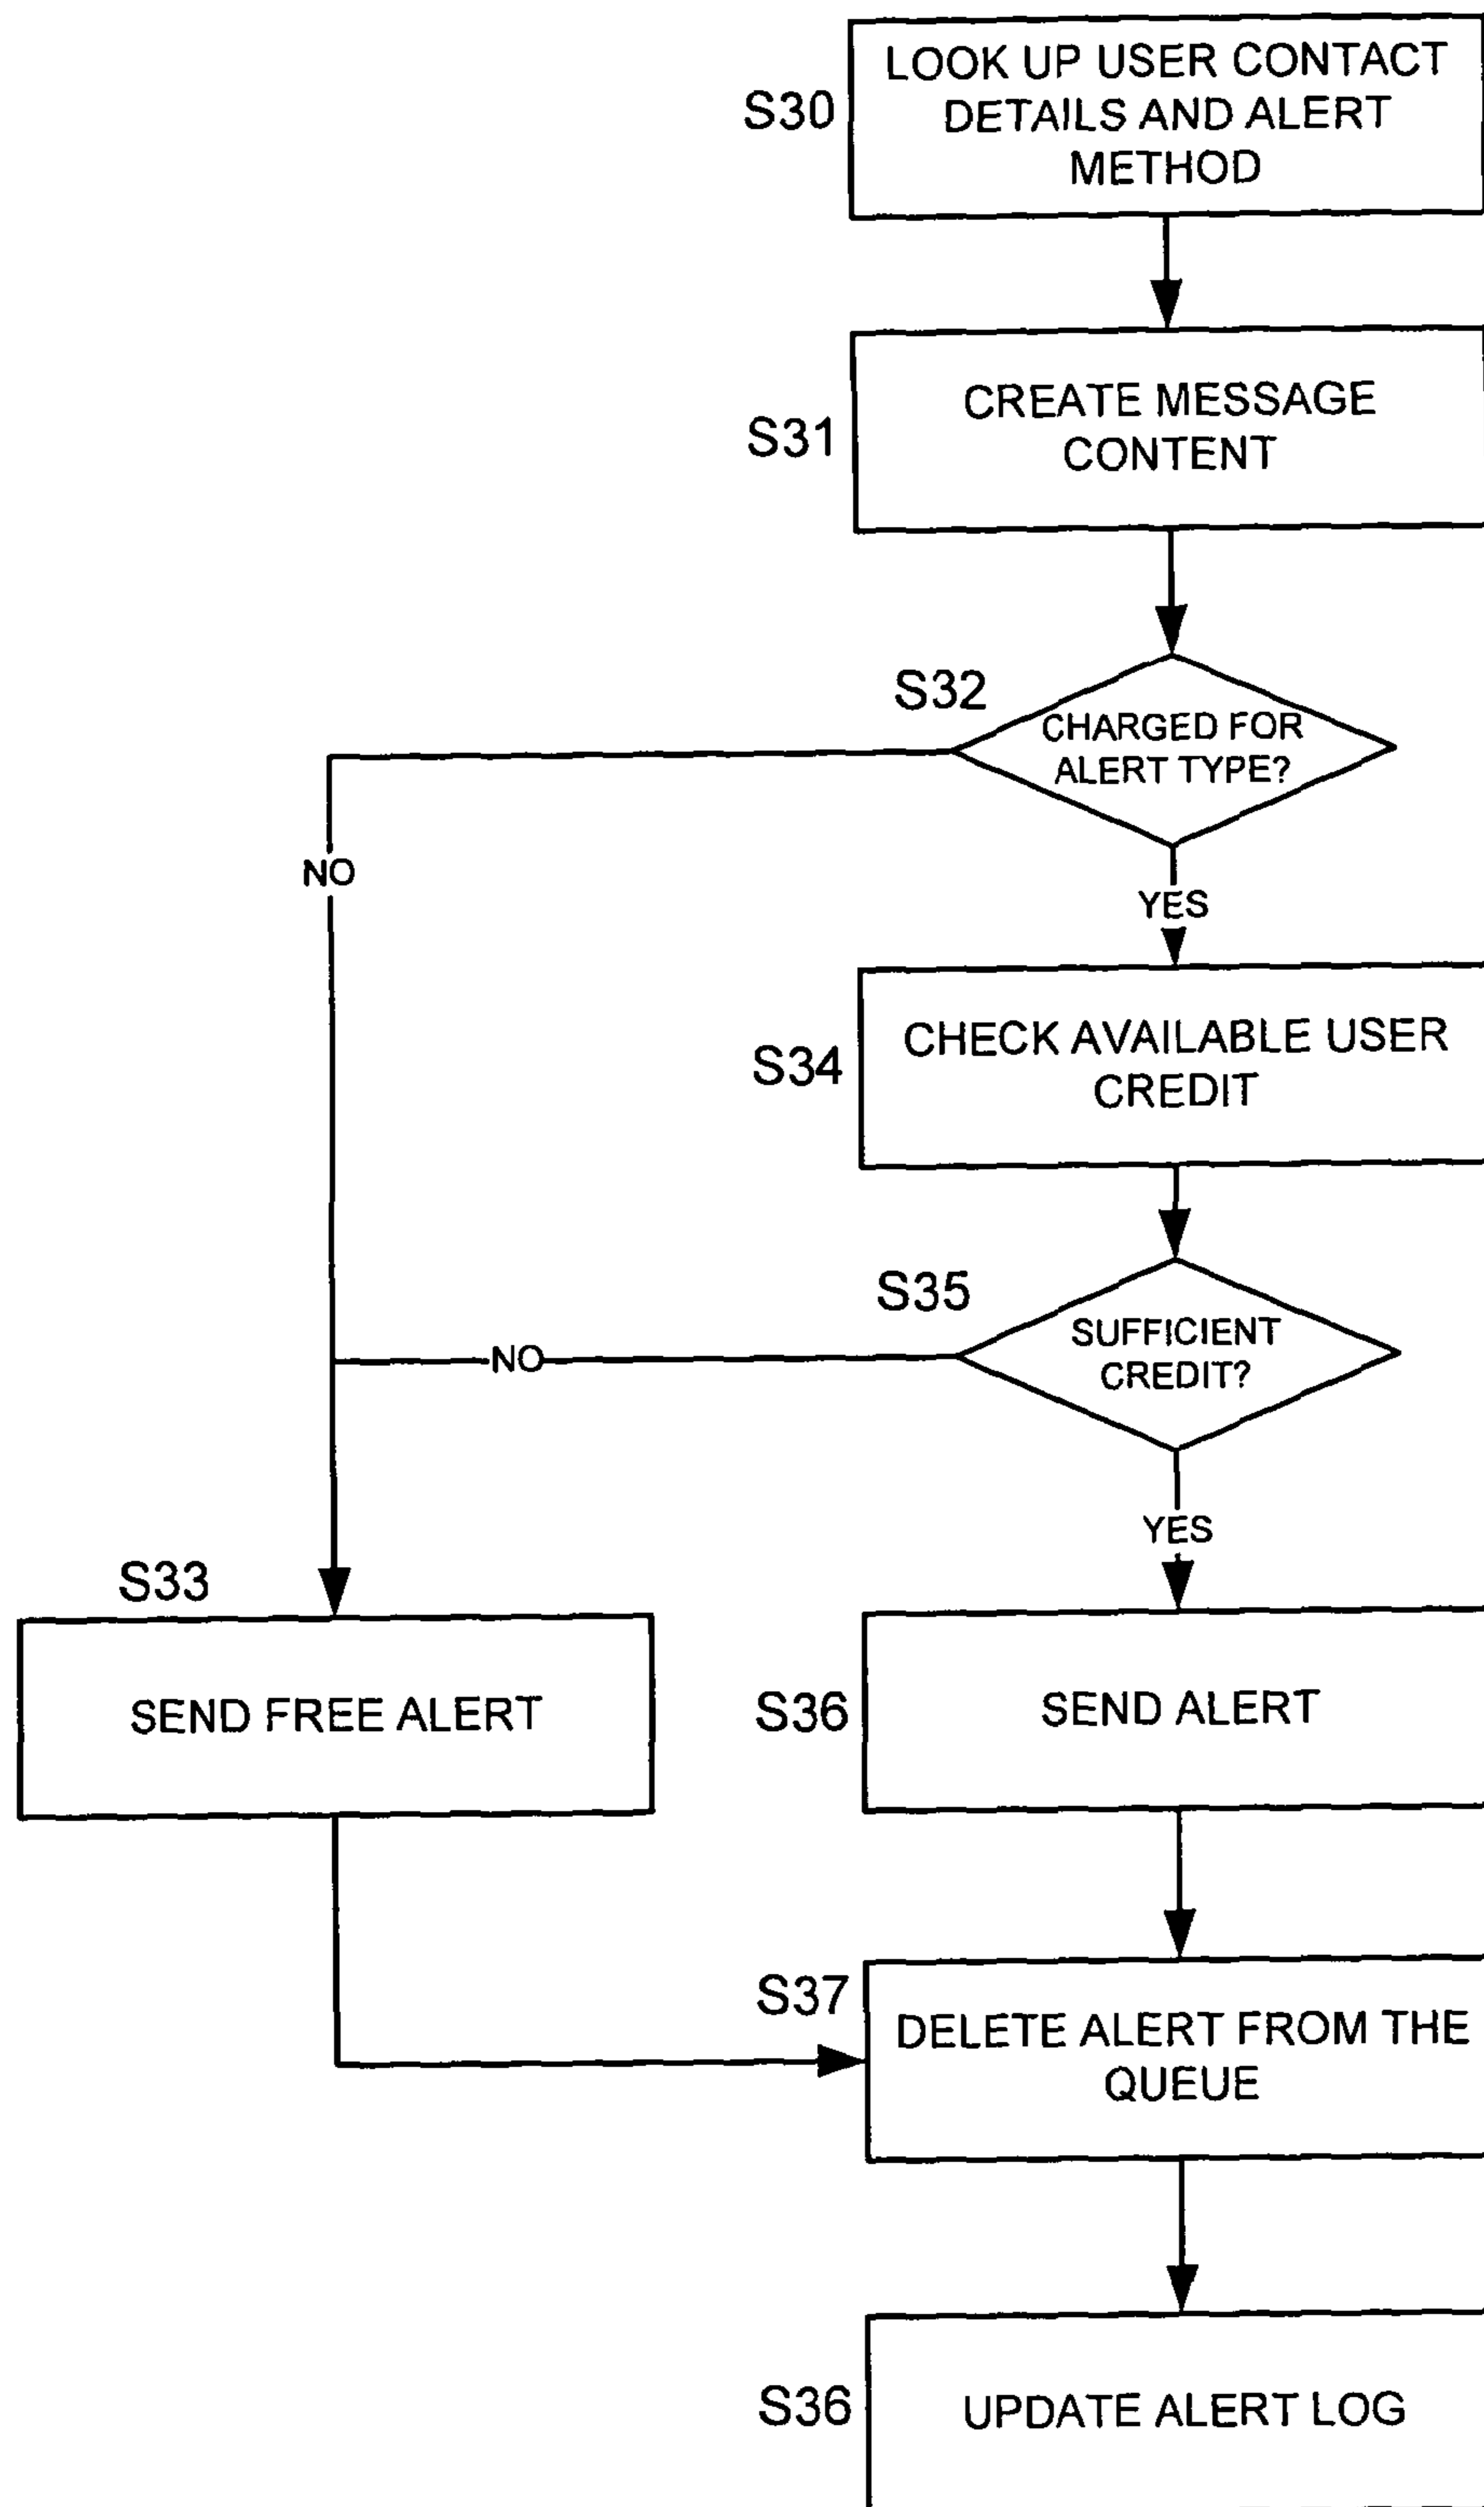 S30
LOOK UP USER CONTACT
DETAILS AND ALERT
METHOD
S31
CREATE MESSAGE
CONTENT
S32
CHARGED FOR
ALERT TYPE?
NO
YES
S34
CHECK AVAILABLE USER
CREDIT
S35
SUFFICIENT
CREDIT?
NO
YES
S33
SEND FREE ALERT
S36
SEND ALERT
S37
DELETE ALERT FROM THE
QUEUE
S36
UPDATE ALERT LOG